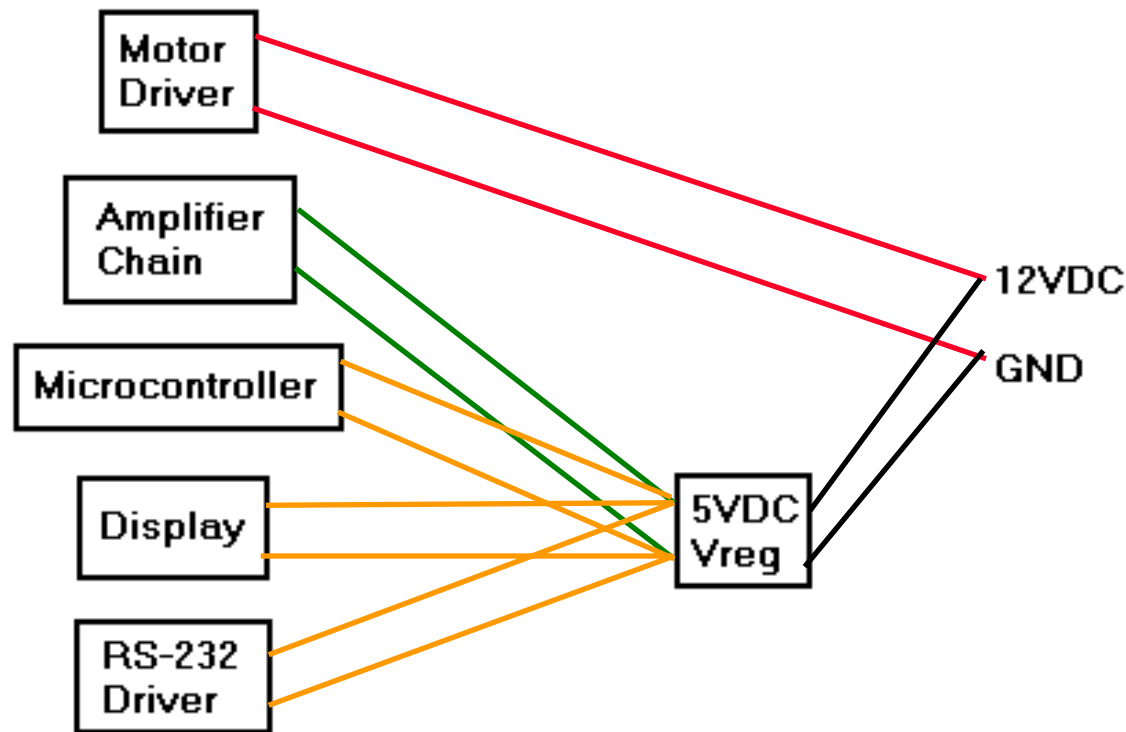 Motor
Driver
Amplifier
Chain
12VDC
GND
Microcontroller
5VDC
Vreg
Display
RS-232
Driver